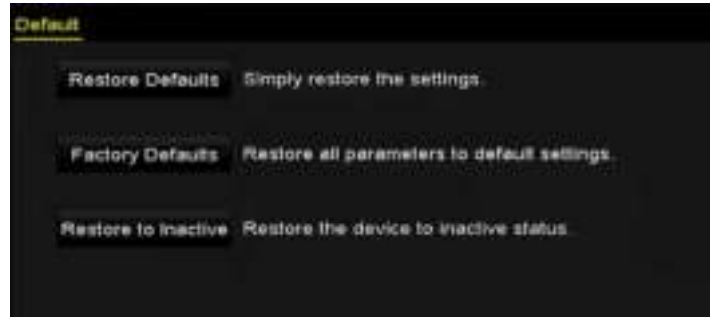 Default
Restore Defaults Simply restore the settings.
Factory Defaults Restore all parameters to default settings.
Restore to Inactive Restore the device to inactive status.